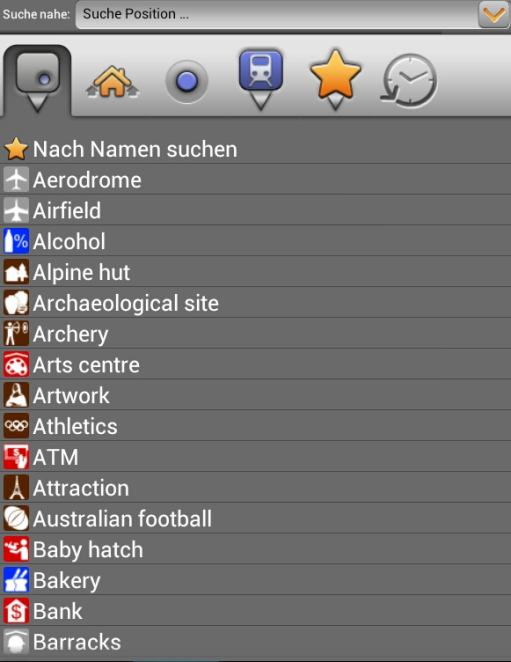 Suche nahe: Suche Position ...
Nach Namen suchen
Aerodrome
Airfield
% Alcohol
Alpine hut
Archaeological site
Archery
Arts centre
Artwork
Athletics
$ ATM
Attraction
Australian football
Baby hatch
Bakery
$ Bank
Barracks